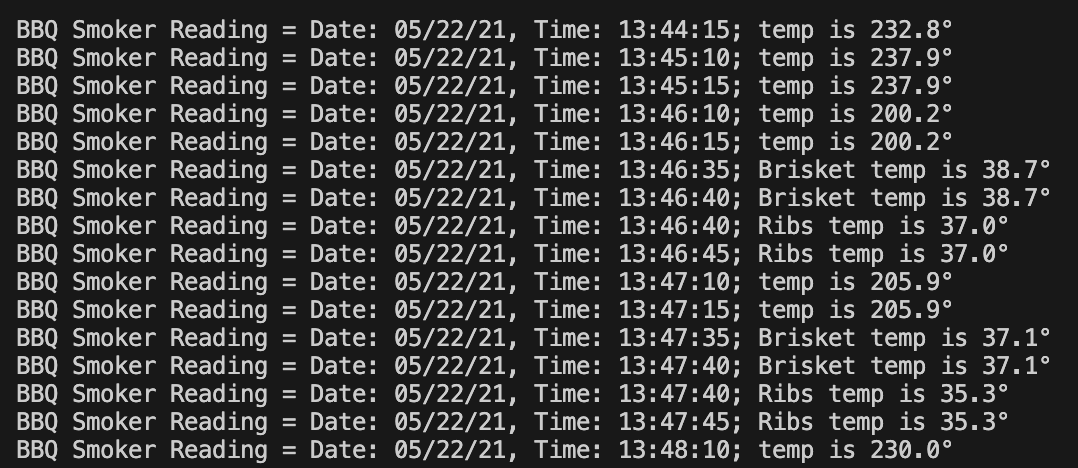 BBQ Smoker Reading = Date: 05/22/21, Time: 13:44:15; temp is 232.8°
BBQ Smoker Reading = Date: 05/22/21, Time: 13:45:10; temp is 237.9°
BBQ Smoker Reading = Date: 05/22/21, Time: 13:45:15; temp is 237.9°
BBQ Smoker Reading = Date: 05/22/21, Time: 13:46:10; temp is 200.2°
BBQ Smoker Reading = Date: 05/22/21, Time: 13:46:15; temp is 200.2°
BBQ Smoker Reading = Date: 05/22/21, Time: 13:46:35; Brisket temp is 38.7°
BBQ Smoker Reading = Date: 05/22/21, Time: 13:46:40; Brisket temp is 38.7°
BBQ Smoker Reading = Date: 05/22/21, Time: 13:46:40; Ribs temp is 37.0°
BBQ Smoker Reading = Date: 05/22/21, Time: 13:46:45; Ribs temp is 37.0°
BBQ Smoker Reading = Date: 05/22/21, Time: 13:47:10; temp is 205.9°
BBQ Smoker Reading = Date: 05/22/21, Time: 13:47:15; temp is 205.9°
BBQ Smoker Reading = Date: 05/22/21, Time: 13:47:35; Brisket temp is 37.1°
BBQ Smoker Reading = Date: 05/22/21, Time: 13:47:40; Brisket temp is 37.1°
BBQ Smoker Reading = Date: 05/22/21, Time: 13:47:40; Ribs temp is 35.3°
BBQ Smoker Reading = Date: 05/22/21, Time: 13:47:45; Ribs temp is 35.3°
BBQ Smoker Reading = Date: 05/22/21, Time: 13:48:10; temp is 230.0°